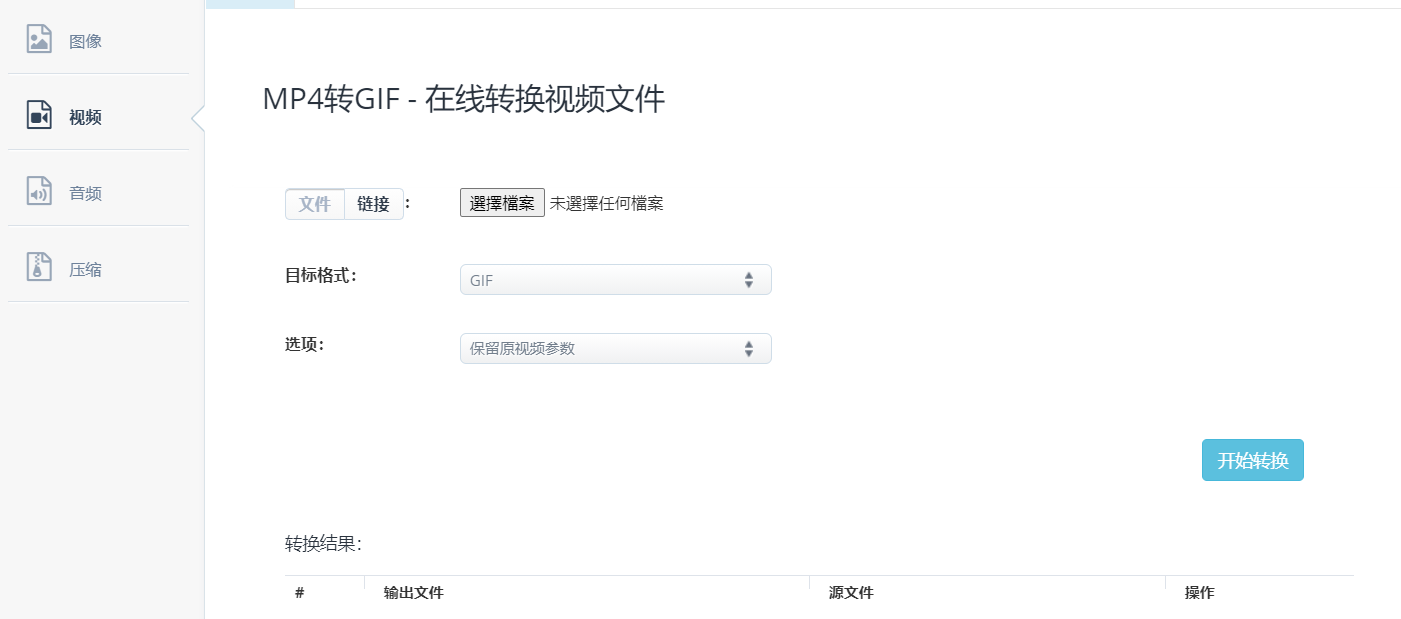 图像
视频
音频
压缩
MP4转GIF - 在线转换视频文件
文件 链接 : 選擇檔案 未選擇任何檔案
目标格式: GIF
选项: 保留原视频参数
开始转换
转换结果:
# 输出文件 源文件 操作